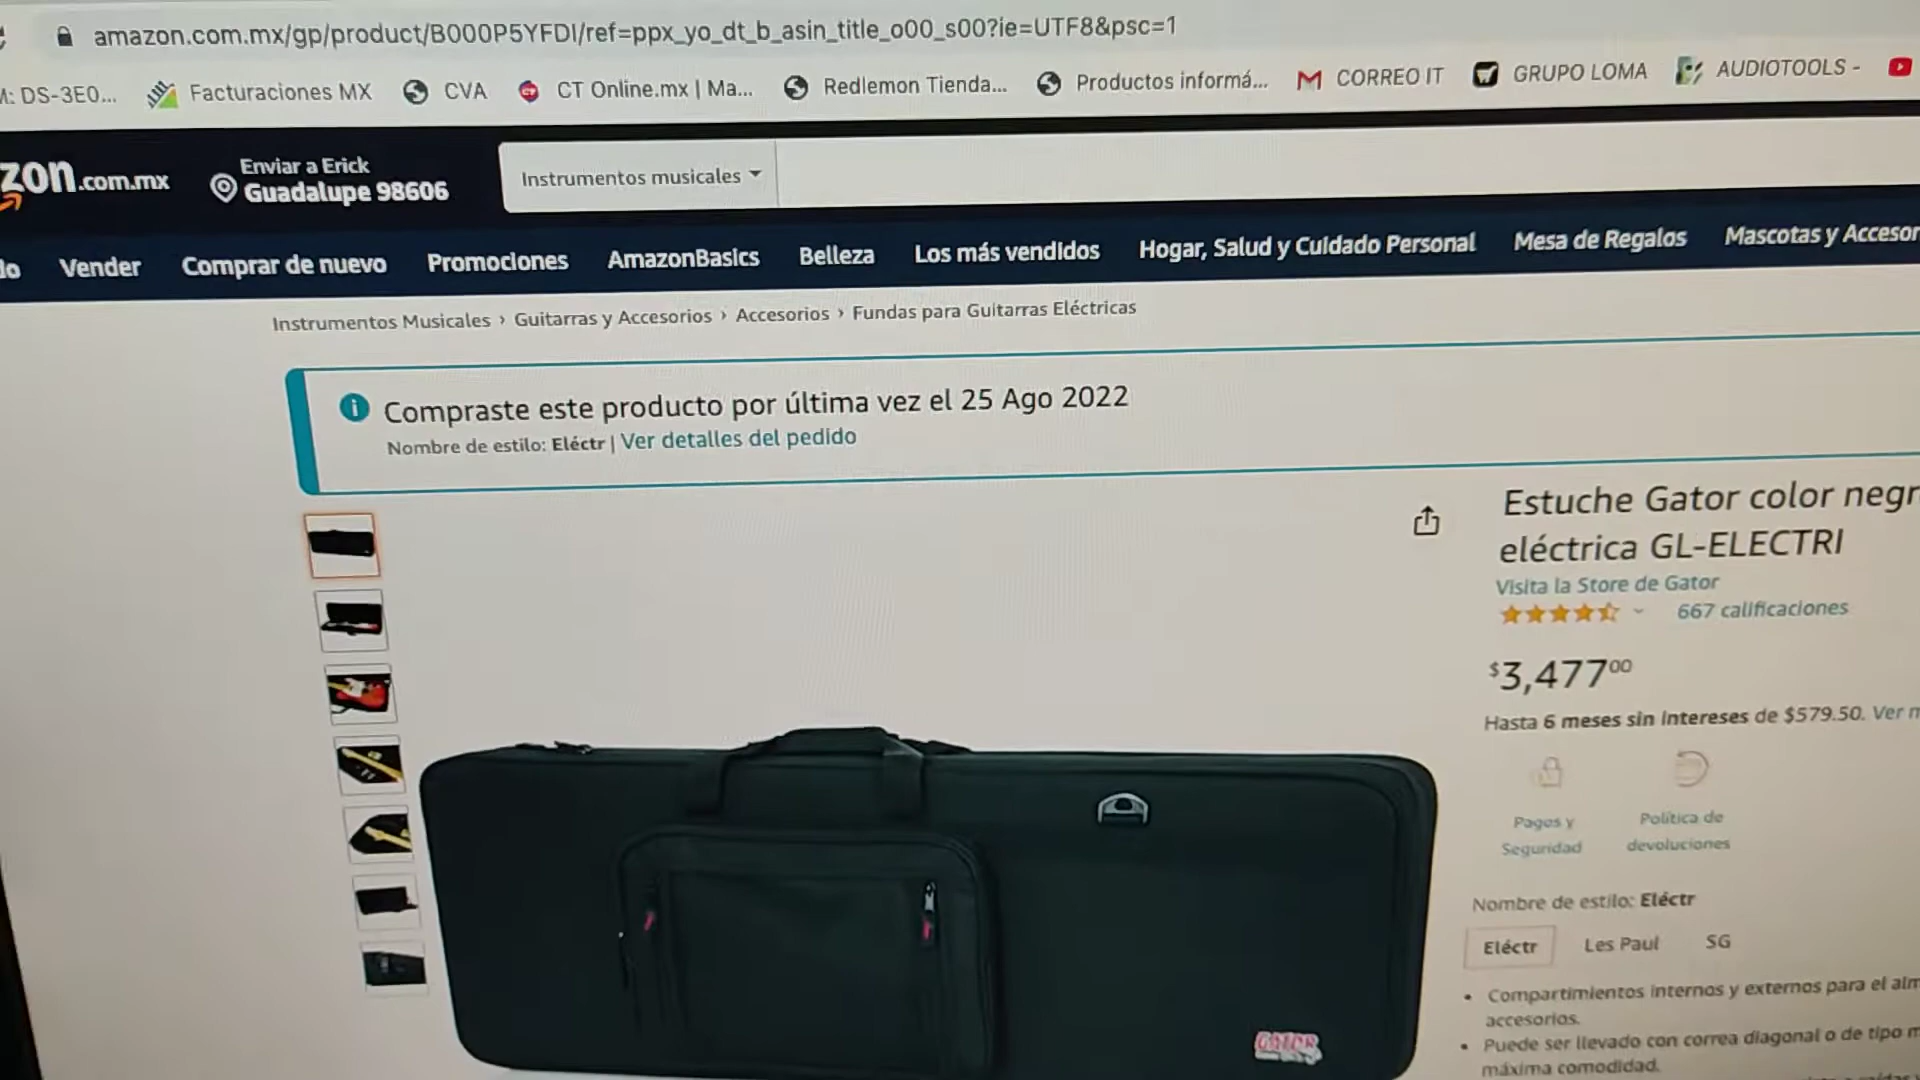 amazon.com.mx/gp/product/B000P5YFDI/ref=ppx_yo_dt_b_asin_title_o00_s00?ie=UTF8&psc=1
DS-3E0... Facturaciones MX CVA CT Online.mx | Ma... Redlemon Tienda... Productos informá... CORREO IT GRUPO LOMA AUDIOTOOLS -
zon.com.mx Enviar a Erick
Guadalupe 98606
Instrumentos musicales
Vender Comprar de nuevo Promociones AmazonBasics Belleza Los más vendidos Hogar, Salud y Cuidado Personal Mesa de Regalos Mascotas y Accesor
Instrumentos Musicales › Guitarras y Accesorios › Accesorios › Fundas para Guitarras Eléctricas
Compraste este producto por última vez el 25 Ago 2022
Nombre de estilo: Eléctr | Ver detalles del pedido
Estuche Gator color negr
eléctrica GL-ELECTRI
Visita la Store de Gator
667 calificaciones
$3,477.00
Hasta 6 meses sin intereses de $579.50. Ver m
Pagos y
Seguridad
Política de
devoluciones
Nombre de estilo: Eléctr
Eléctr Les Paul SG
• Compartimientos internos y externos para el alm
accesorios.
• Puede ser llevado con correa diagonal o de tipo m
máxima comodidad.
GATOR